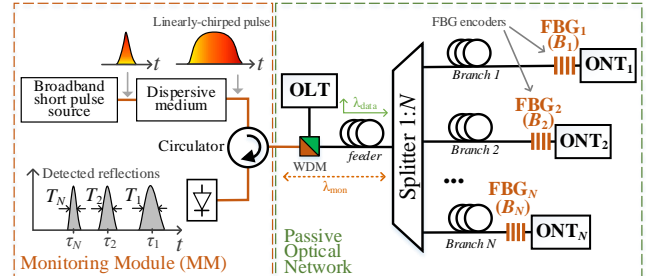 Linearly-chirped pulse
t
t
Broadband
short pulse
source
Dispersive
medium
Circulator
Detected reflections
T_N
T_2
T_1
τ_N
τ_2
τ_1
t
Monitoring Module (MM)
OLT
λ_data
WDM
feeder
λ_mon
Splitter 1:N
Passive
Optical
Network
FBG encoders
Branch 1
FBG_1
(B_1)
ONT_1
Branch 2
FBG_2
(B_2)
ONT_2
•••
Branch N
FBG_N
(B_N)
ONT_N